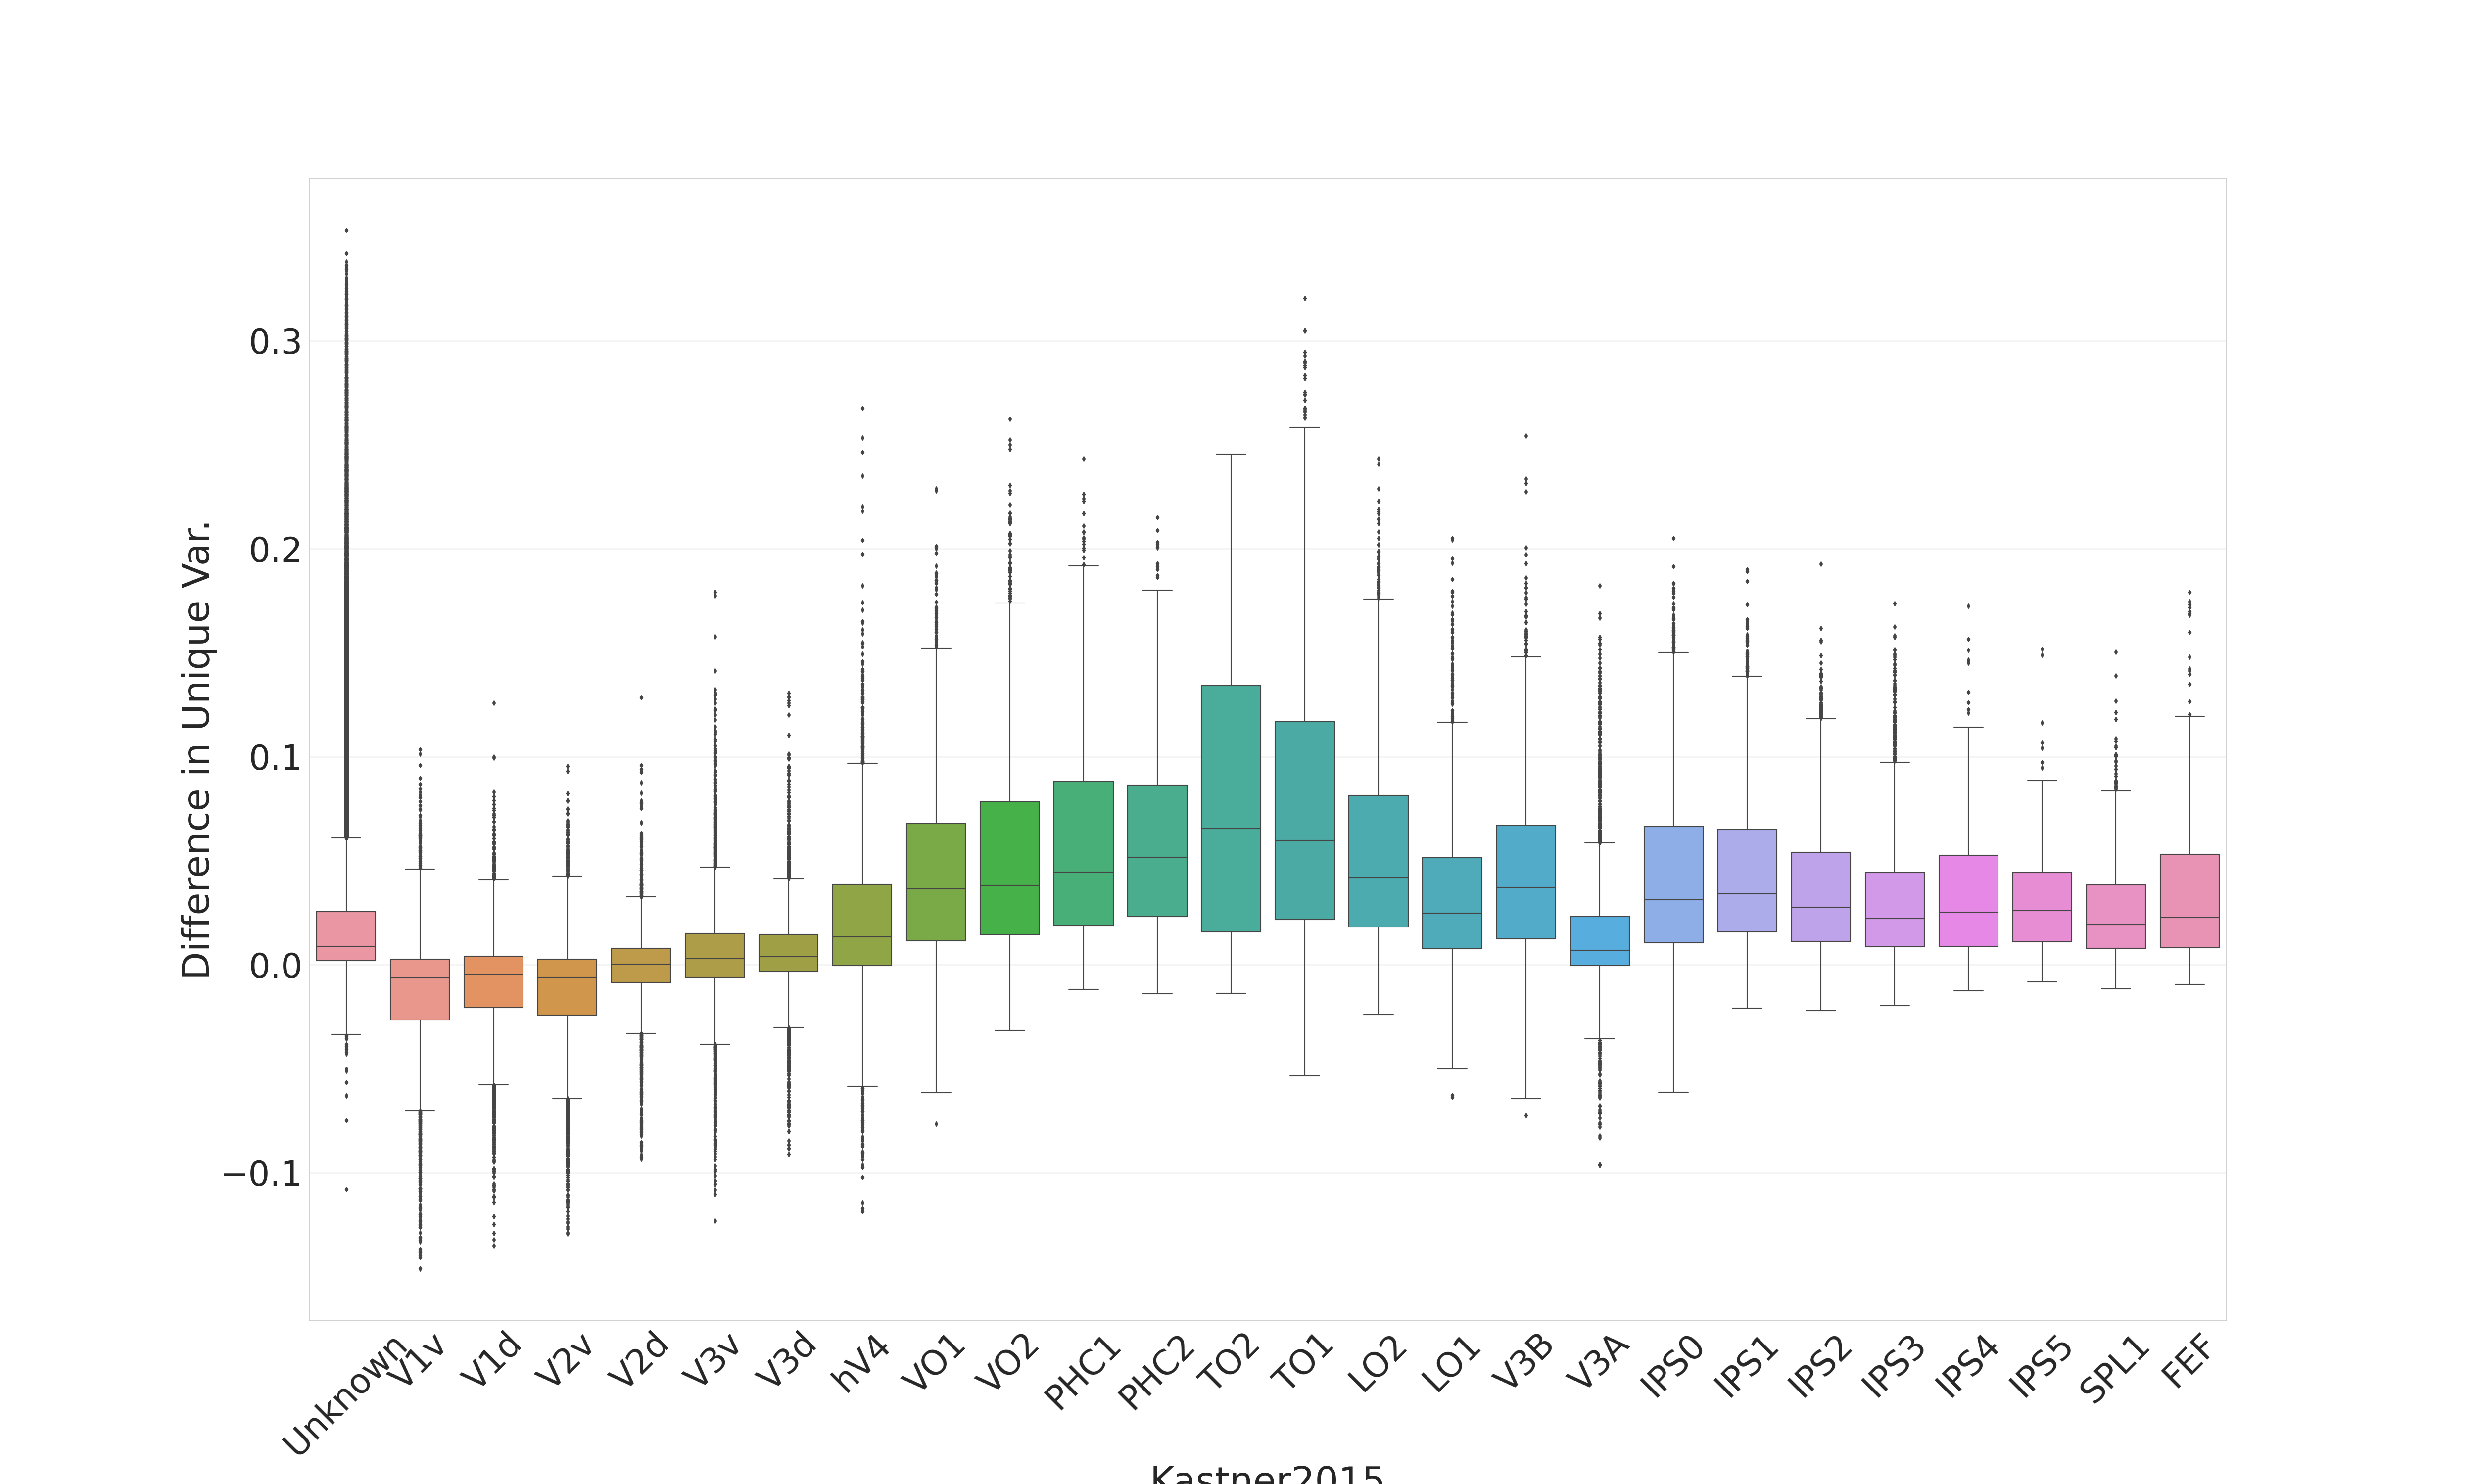 Difference in Unique Var.
0.3
0.2
0.1
0.0
−0.1
Unknown
V1v
V1d
V2v
V2d
V3v
V3d
hV4
VO1
VO2
PHC1
PHC2
TO2
TO1
LO2
LO1
V3B
V3A
IPS0
IPS1
IPS2
IPS3
IPS4
IPS5
SPL1
FEF
Kastner2015